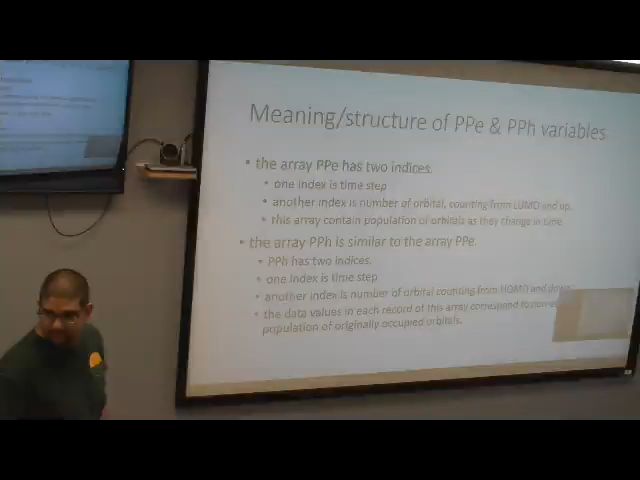 Meaning/structure of PPe & PPh variables
• the array PPe has two indices.
• one index is time step
• another index is number of orbital, counting from LUMO and up.
• this array contain population of orbitals as they change in time
• the array PPh is similar to the array PPe.
• PPh has two indices.
• one index is time step
• another index is number of orbital counting from HOMO and down
• the data values in each record of this array correspond to
population of originally occupied orbitals.